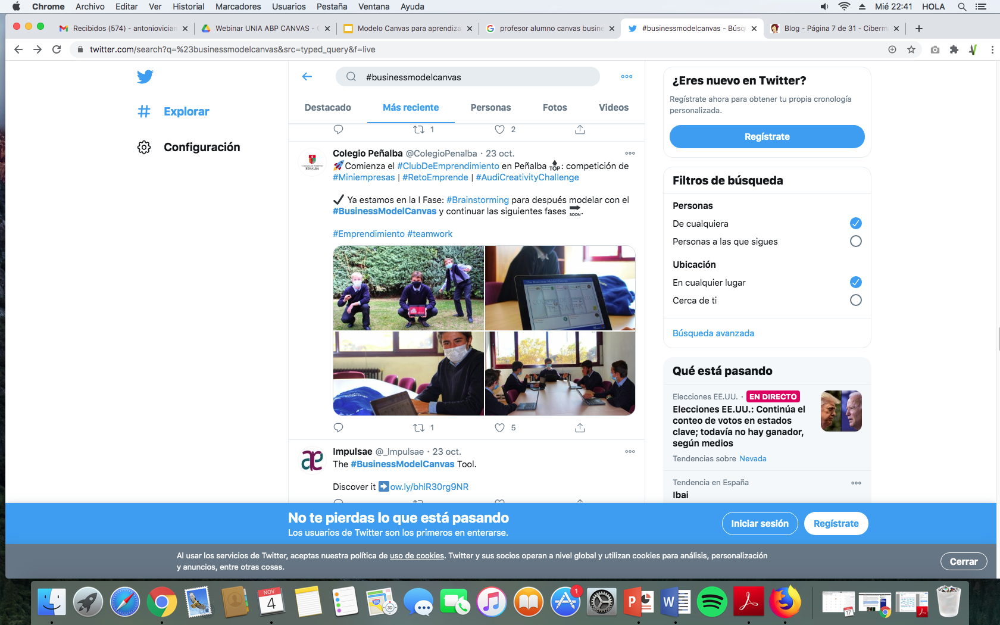 Chrome Archivo Editar Ver Historial Marcadores Usuarios Pestaña Ventana Ayuda
Mié 22:41 HOLA
Recibidos (574) - antoniovician
Webinar UNIA ABP CANVAS -
Modelo Canvas para aprendiza
profesor alumno canvas busine
#businessmodelcanvas - Búsq
Blog - Página 7 de 31 - Ciberm
twitter.com/search?q=%23businessmodelcanvas&src=typed_query&f=live
Explorar
Configuración
#businessmodelcanvas
Destacado Más reciente Personas Fotos Videos
1 2
Colegio Peñalba @ColegioPenalba · 23 oct.
🚀Comienza el #ClubDeEmprendimiento en Peñalba 🔝: competición de
#Miniempresas | #RetoEmprende | #AudiCreativityChallenge
✔ Ya estamos en la I Fase: #Brainstorming para después modelar con el
#BusinessModelCanvas y continuar las siguientes fases 🔜.
#Emprendimiento #teamwork
The Business Model Canvas
1 5
Impulsae @_Impulsae · 23 oct.
The #BusinessModelCanvas Tool.
Discover it ➡ow.ly/bhlR30rg9NR
¿Eres nuevo en Twitter?
Regístrate ahora para obtener tu propia cronología
personalizada.
Regístrate
Filtros de búsqueda
Personas
De cualquiera
Personas a las que sigues
Ubicación
En cualquier lugar
Cerca de ti
Búsqueda avanzada
Qué está pasando
Elecciones EE.UU. · EN DIRECTO
Elecciones EE.UU.: Continúa el
conteo de votos en estados
clave; todavía no hay ganador,
según medios
Tendencias sobre Nevada
Tendencia en España
Ibai
No te pierdas lo que está pasando
Los usuarios de Twitter son los primeros en enterarse.
Iniciar sesión
Regístrate
Al usar los servicios de Twitter, aceptas nuestra política de uso de cookies. Twitter y sus socios operan a nivel global y utilizan cookies para análisis, personalización
y anuncios, entre otras cosas.
Cerrar
NOV
4
3D
1
P
W
17